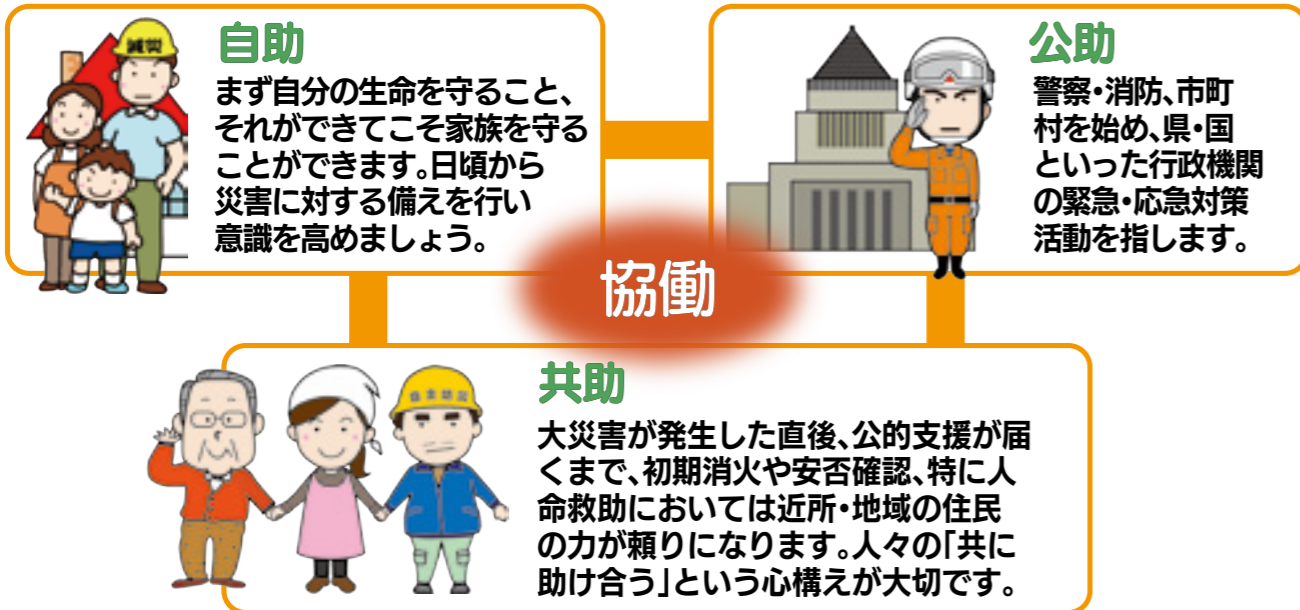 減災
自助
まず自分の生命を守ること、
それができてこそ家族を守る
ことができます。日頃から
災害に対する備えを行い
意識を高めましょう。
公助
警察・消防、市町
村を始め、県・国
といった行政機関
の緊急・応急対策
活動を指します。
協働
共助
大災害が発生した直後、公的支援が届
くまで、初期消火や安否確認、特に人
命救助においては近所・地域の住民
の力が頼りになります。人々の「共に
助け合う」という心構えが大切です。